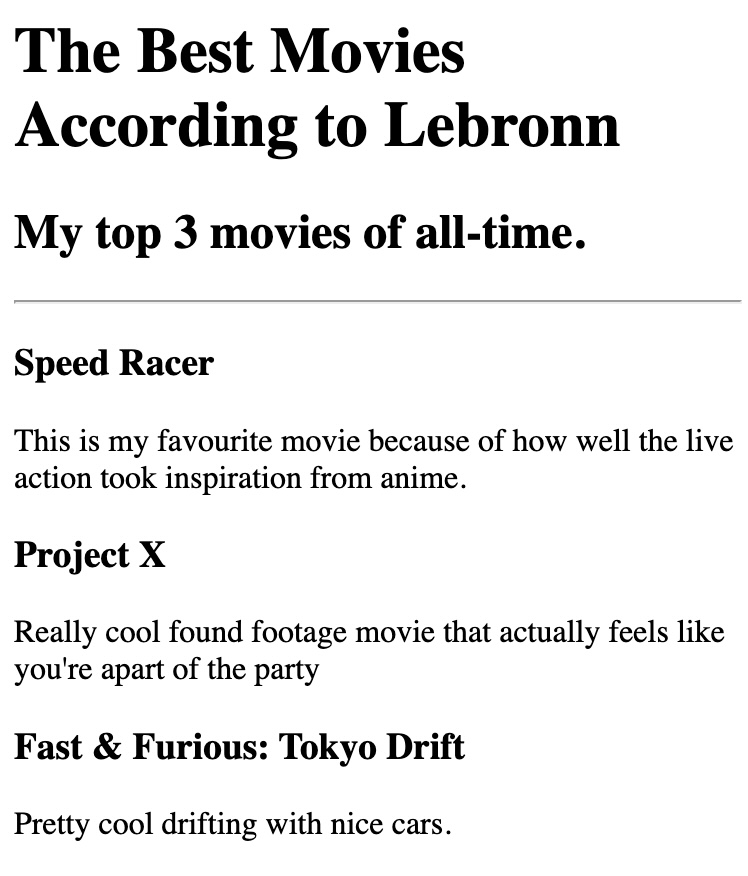 The Best Movies
According to Lebronn
My top 3 movies of all-time.
Speed Racer
This is my favourite movie because of how well the live
action took inspiration from anime.
Project X
Really cool found footage movie that actually feels like
you're apart of the party
Fast & Furious: Tokyo Drift
Pretty cool drifting with nice cars.